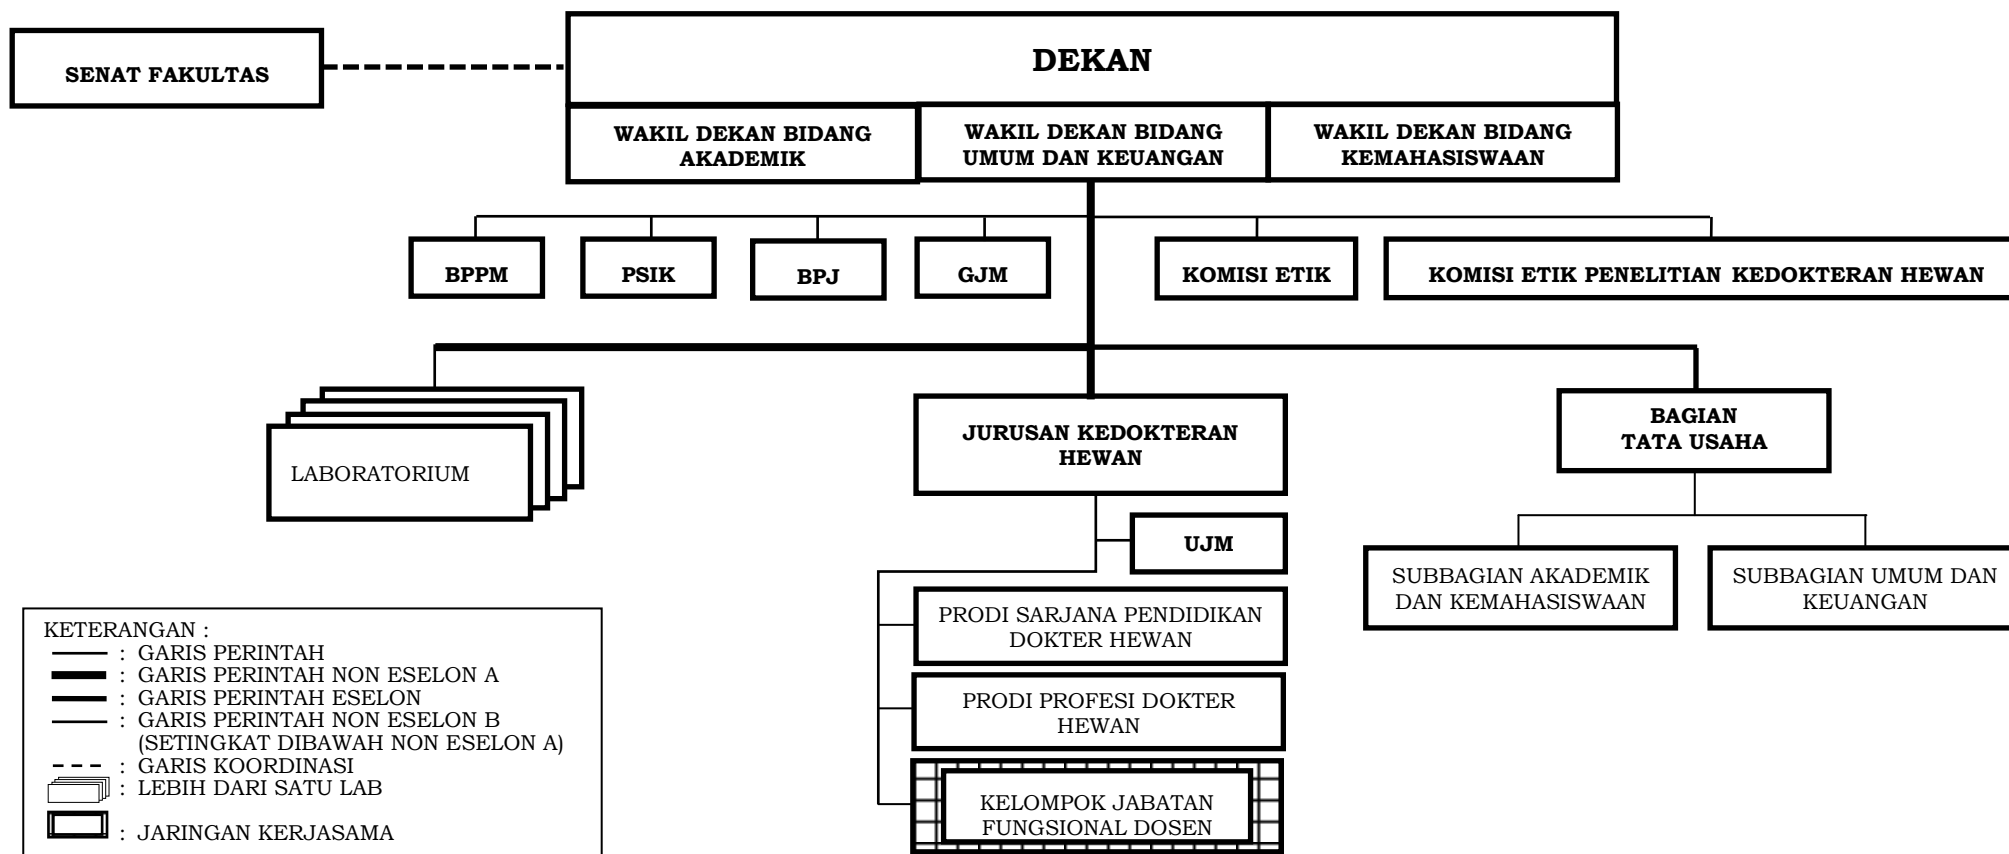 SENAT FAKULTAS
DEKAN
WAKIL DEKAN BIDANG
AKADEMIK
WAKIL DEKAN BIDANG
UMUM DAN KEUANGAN
WAKIL DEKAN BIDANG
KEMAHASISWAAN
BPPM
PSIK
BPJ
GJM
KOMISI ETIK
KOMISI ETIK PENELITIAN KEDOKTERAN HEWAN
LABORATORIUM
JURUSAN KEDOKTERAN
HEWAN
BAGIAN
TATA USAHA
UJM
SUBBAGIAN AKADEMIK
DAN KEMAHASISWAAN
SUBBAGIAN UMUM DAN
KEUANGAN
PRODI SARJANA PENDIDIKAN
DOKTER HEWAN
PRODI PROFESI DOKTER
HEWAN
KELOMPOK JABATAN
FUNGSIONAL DOSEN
KETERANGAN :
: GARIS PERINTAH
: GARIS PERINTAH NON ESELON A
: GARIS PERINTAH ESELON
: GARIS PERINTAH NON ESELON B
(SETINGKAT DIBAWAH NON ESELON A)
: GARIS KOORDINASI
: LEBIH DARI SATU LAB
: JARINGAN KERJASAMA